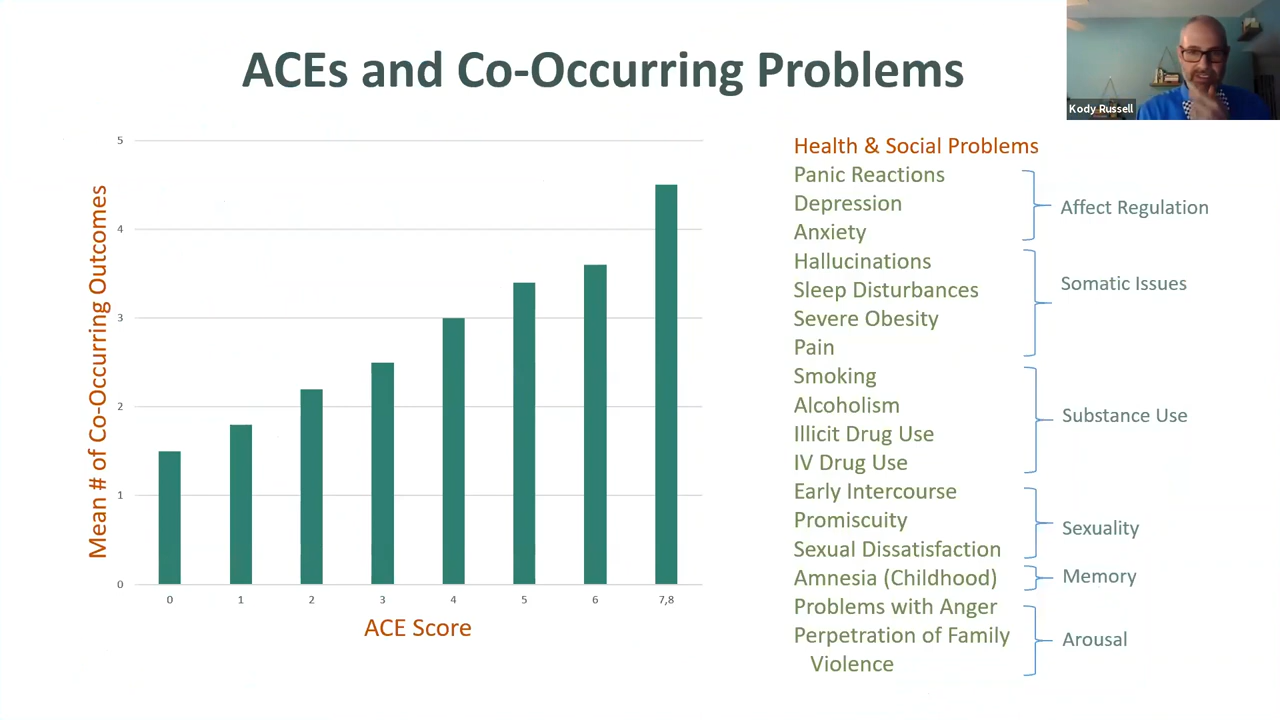 ACEs and Co-Occurring Problems
Kody Russell
Mean # of Co-Occurring Outcomes
5
4
3
2
1
0
0
1
2
3
4
5
6
7,8
ACE Score
Health & Social Problems
Panic Reactions
Depression
Anxiety
Hallucinations
Sleep Disturbances
Severe Obesity
Pain
Smoking
Alcoholism
Illicit Drug Use
IV Drug Use
Early Intercourse
Promiscuity
Sexual Dissatisfaction
Amnesia (Childhood)
Problems with Anger
Perpetration of Family
Violence
Affect Regulation
Somatic Issues
Substance Use
Sexuality
Memory
Arousal